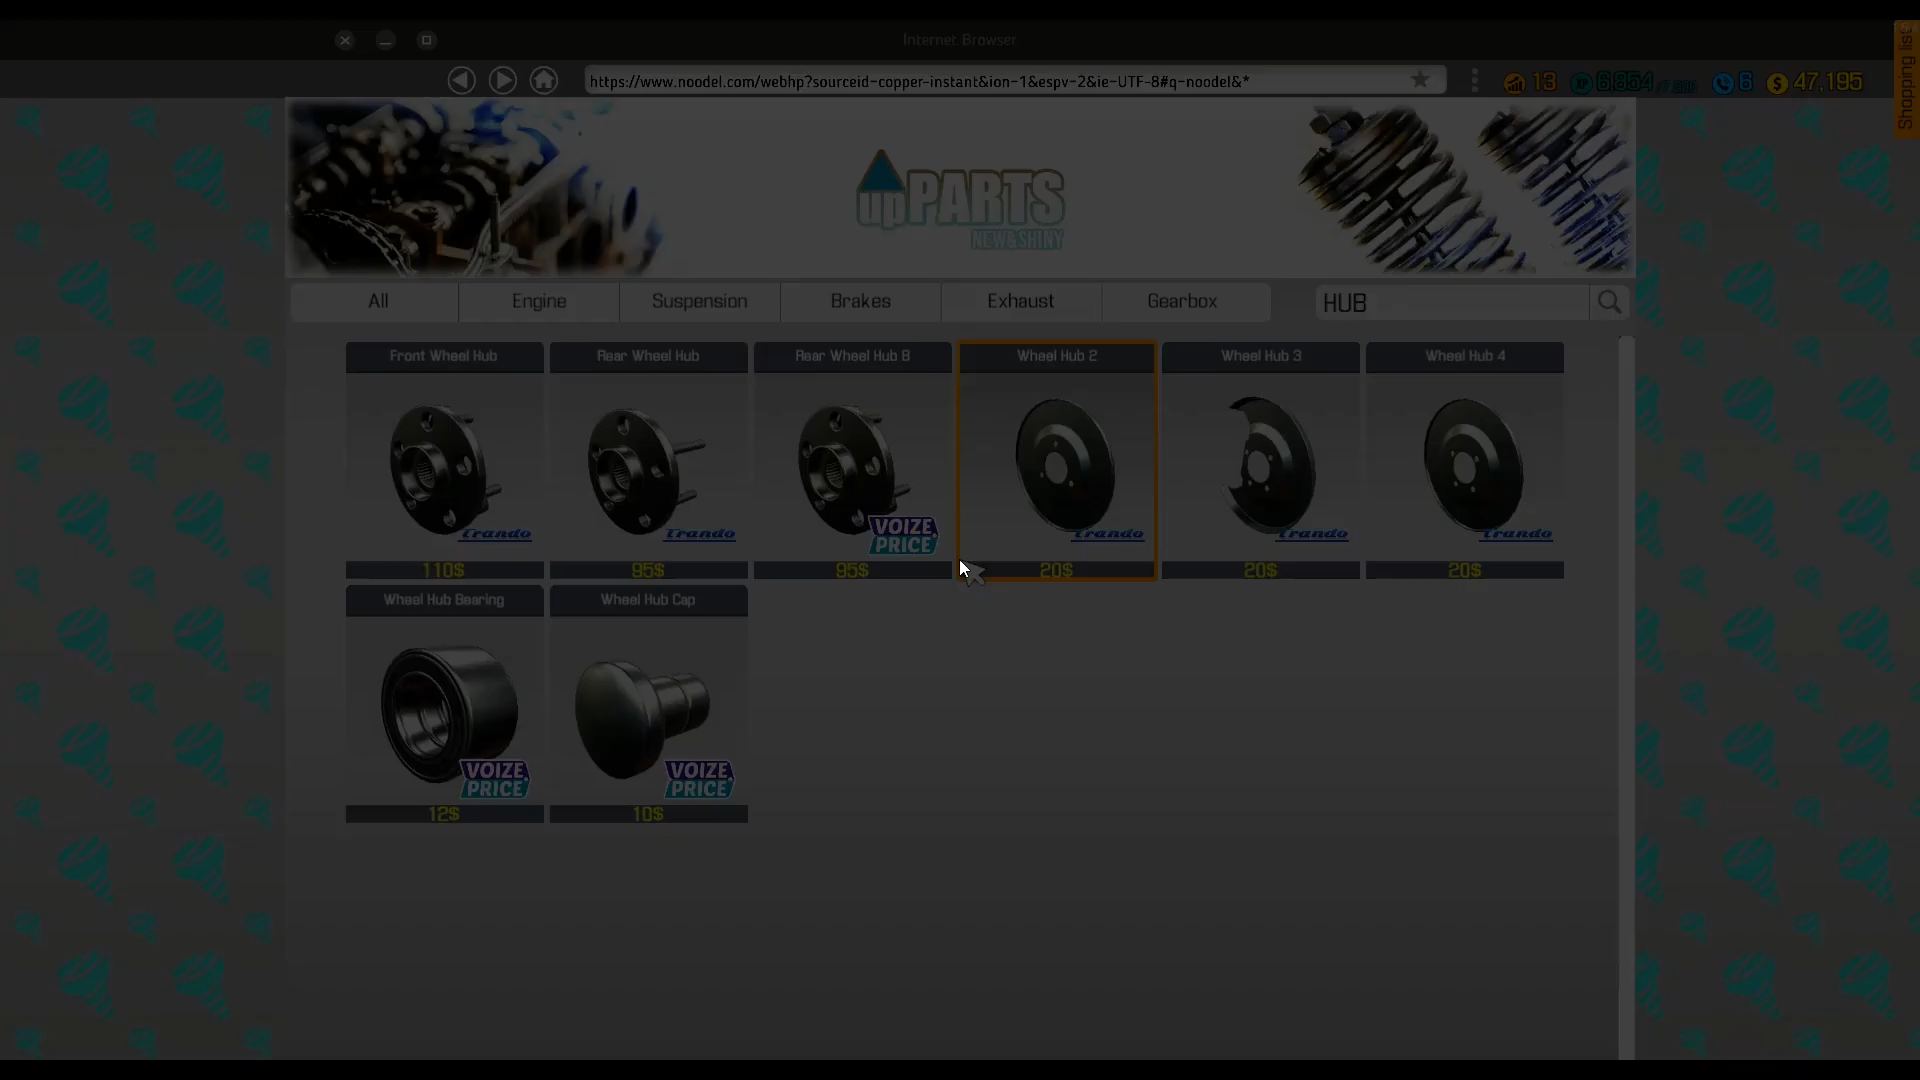 Internet Browser
Shopping list
https://www.noodel.com/webhp?sourceid-copper-instant&ion-1&espv-2&ie-UTF-8#q-noodel&*
13
XP 6,854
6
$ 47,195
upPARTS
NEW&SHINY
All
Engine
Suspension
Brakes
Exhaust
Gearbox
HUB
Front Wheel Hub
Rear Wheel Hub
Rear Wheel Hub B
Wheel Hub 2
Wheel Hub 3
Wheel Hub 4
Trando
Trando
VOIZE.
PRICE
Trando
Trando
Trando
110$
95$
95$
20$
20$
20$
Wheel Hub Bearing
Wheel Hub Cap
VOIZE.
PRICE
VOIZE.
PRICE
12$
10$